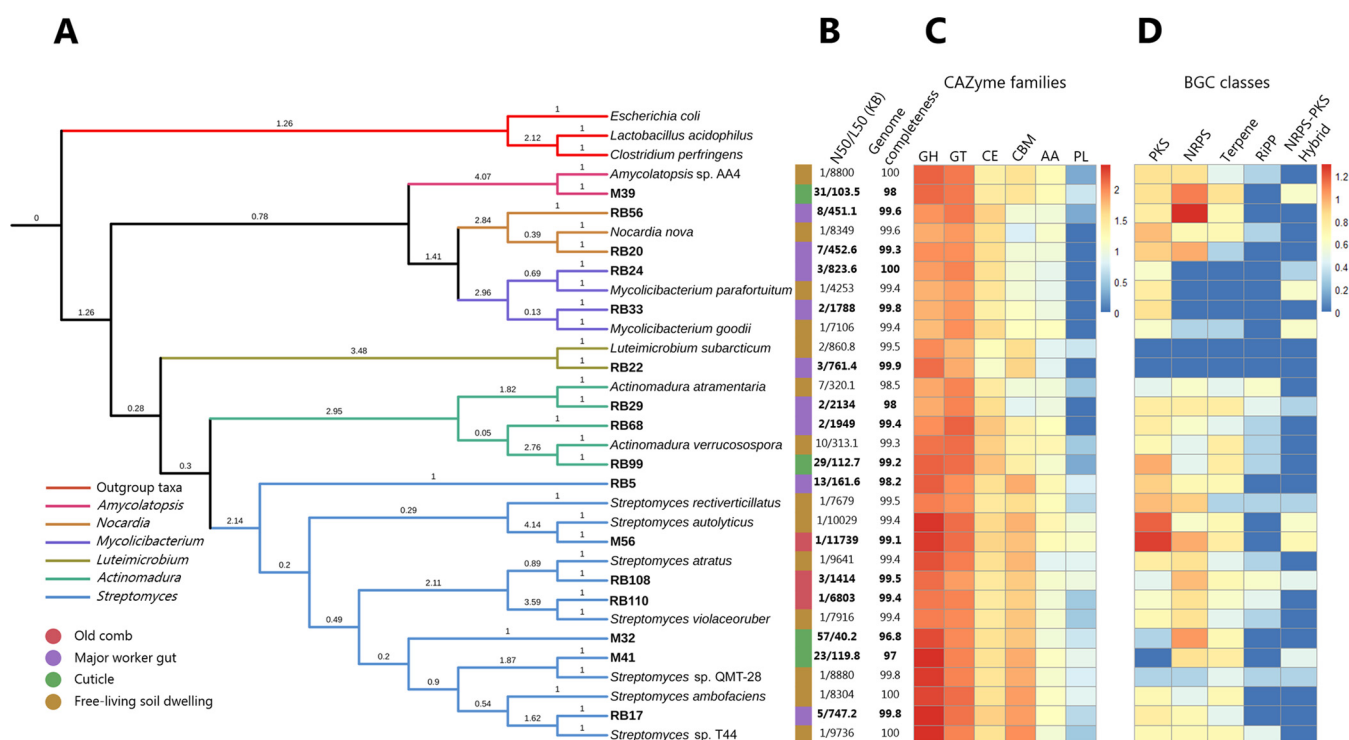 A
B
C
D
CAZyme families
BGC classes
N50/L50 (KB)
Genome completeness
GH GT CE CBM AA PL
PKS NRPS Terpene RiPP NRPS-PKS Hybrid
1 Escherichia coli
1.26
2.12 1 Lactobacillus acidophilus
1 Clostridium perfringens
1 Amycolatopsis sp. AA4 1/8800 100
4.07
1 M39 31/103.5 98
0
0.78
2.84 1 RB56 8/451.1 99.6
1 Nocardia nova 1/8349 99.6
0.39
1 RB20 7/452.6 99.3
1.41
0.69 1 RB24 3/823.6 100
1 Mycolicibacterium parafortuitum 1/4253 99.4
2.96
0.13 1 RB33 2/1788 99.8
1 Mycolicibacterium goodii 1/7106 99.4
1.26
1 Luteimicrobium subarcticum 2/860.8 99.5
3.48
1 RB22 3/761.4 99.9
1.82 1 Actinomadura atramentaria 7/320.1 98.5
1 RB29 2/2134 98
0.28
2.95
0.05 1 RB68 2/1949 99.4
1 Actinomadura verrucosospora 10/313.1 99.3
2.76
1 RB99 29/112.7 99.2
0.3
1 RB5 13/161.6 98.2
0.29 1 Streptomyces rectiverticillatus 1/7679 99.5
2.14
4.14 1 Streptomyces autolyticus 1/10029 99.4
1 M56 1/11739 99.1
0.2
0.89 1 Streptomyces atratus 1/9641 99.4
1 RB108 3/1414 99.5
2.11
1 RB110 1/6803 99.4
3.59
1 Streptomyces violaceoruber 1/7916 99.4
0.49
1 M32 57/40.2 96.8
0.2
1.87 1 M41 23/119.8 97
1 Streptomyces sp. QMT-28 1/8880 99.8
0.9
0.54 1 Streptomyces ambofaciens 1/8304 100
1.62 1 RB17 5/747.2 99.8
1 Streptomyces sp. T44 1/9736 100
Outgroup taxa
Amycolatopsis
Nocardia
Mycolicibacterium
Luteimicrobium
Actinomadura
Streptomyces
Old comb
Major worker gut
Cuticle
Free-living soil dwelling
2
1.5
1
0.5
0
1.2
1
0.8
0.6
0.4
0.2
0